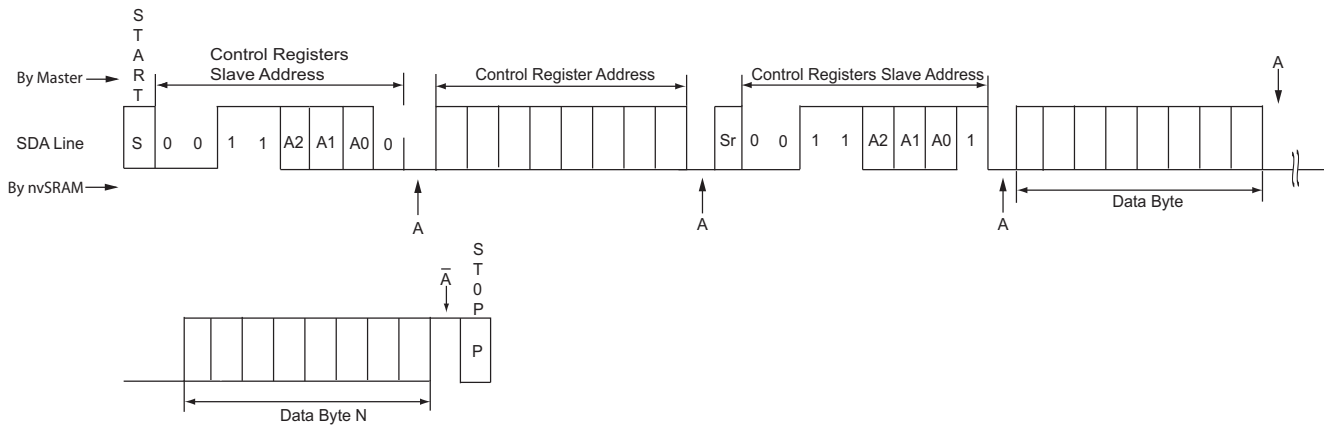 START
Control Registers
Slave Address
By Master
Control Register Address
Control Registers Slave Address
A
SDA Line
S 0 0 1 1 A2 A1 A0 0
Sr 0 0 1 1 A2 A1 A0 1
By nvSRAM
A
A
A
Data Byte
ST0P
Ā
P
Data Byte N